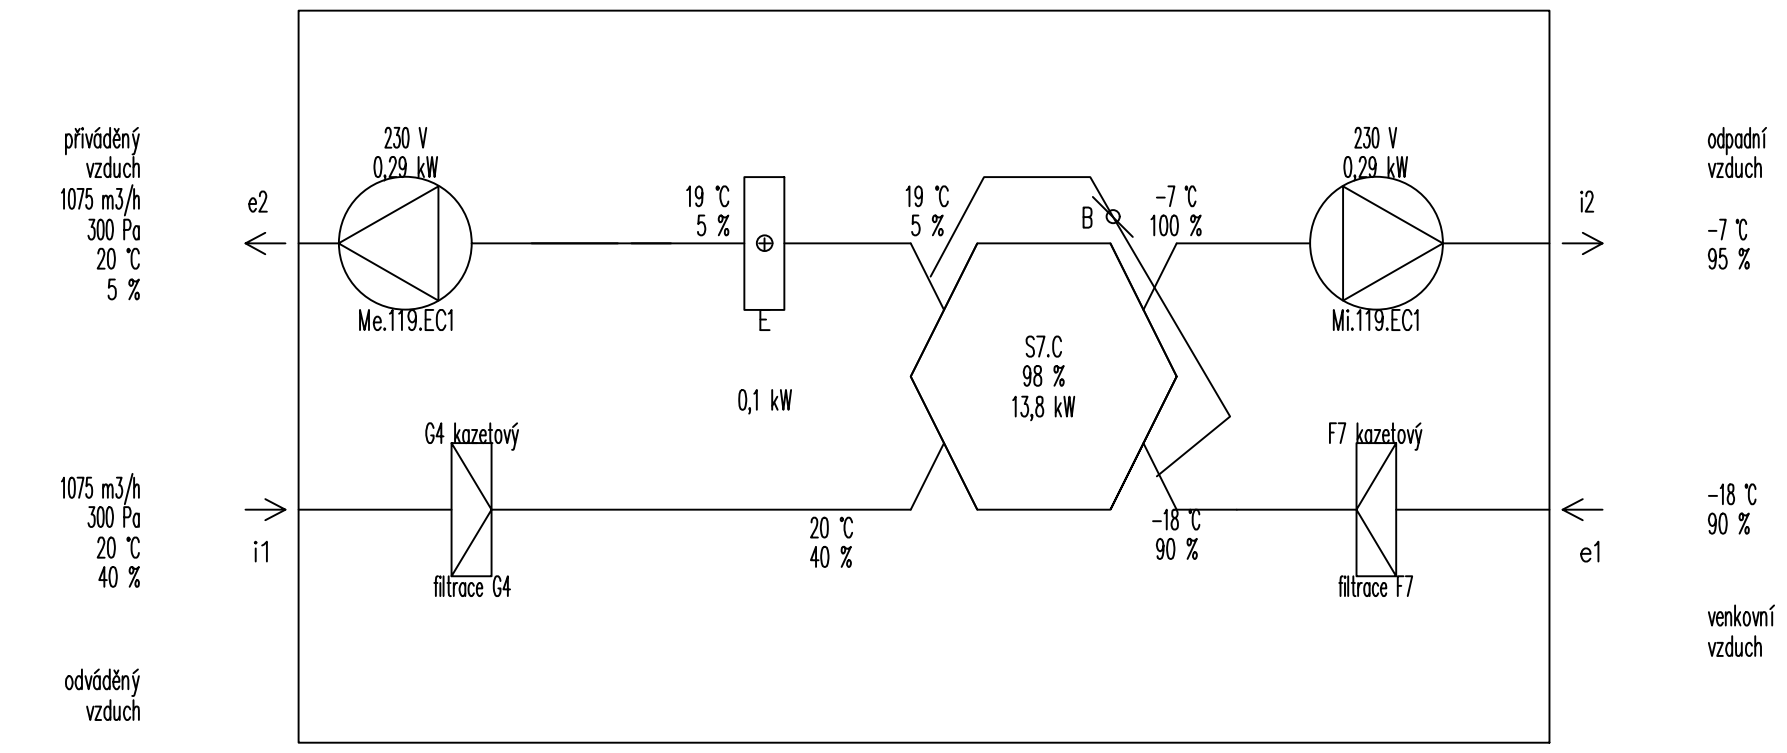 přiváděný
vzduch
1075 m3/h
300 Pa
20 °C
5 %
e2
230 V
0,29 kW
Me.119.EC1
19 °C
5 %
E
0,1 kW
19 °C
5 %
B
-7 °C
100 %
230 V
0,29 kW
Mi.119.EC1
i2
odpadní
vzduch
-7 °C
95 %
S7.C
98 %
13,8 kW
1075 m3/h
300 Pa
20 °C
40 %
i1
G4 kazetový
filtrace G4
20 °C
40 %
-18 °C
90 %
F7 kazetový
filtrace F7
e1
-18 °C
90 %
venkovní
vzduch
odváděný
vzduch